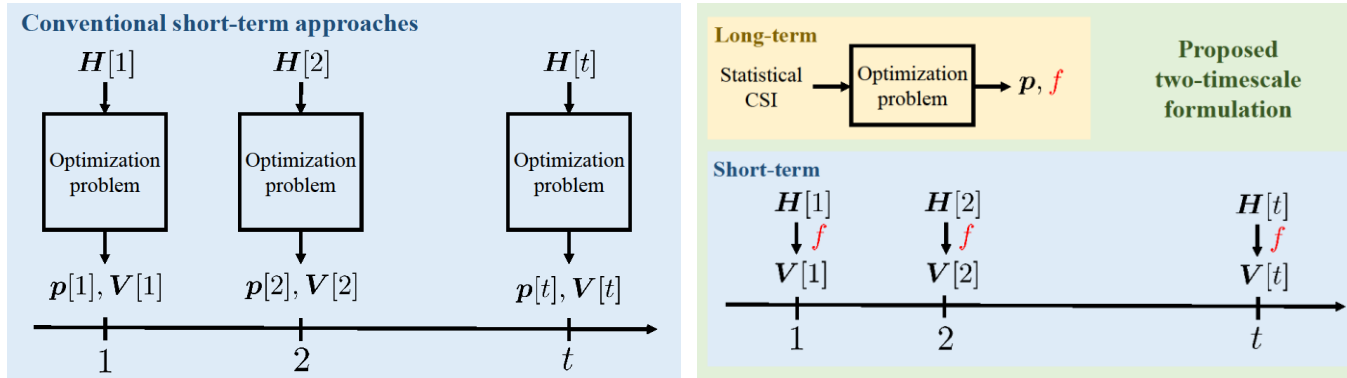 Conventional short-term approaches
H[1] H[2] H[t]
Optimization Optimization Optimization
problem problem problem
p[1], V[1] p[2], V[2] p[t], V[t]
1 2 t
Long-term
Statistical
CSI
Optimization
problem
p, f
Proposed
two-timescale
formulation
Short-term
H[1] H[2] H[t]
f f f
V[1] V[2] V[t]
1 2 t